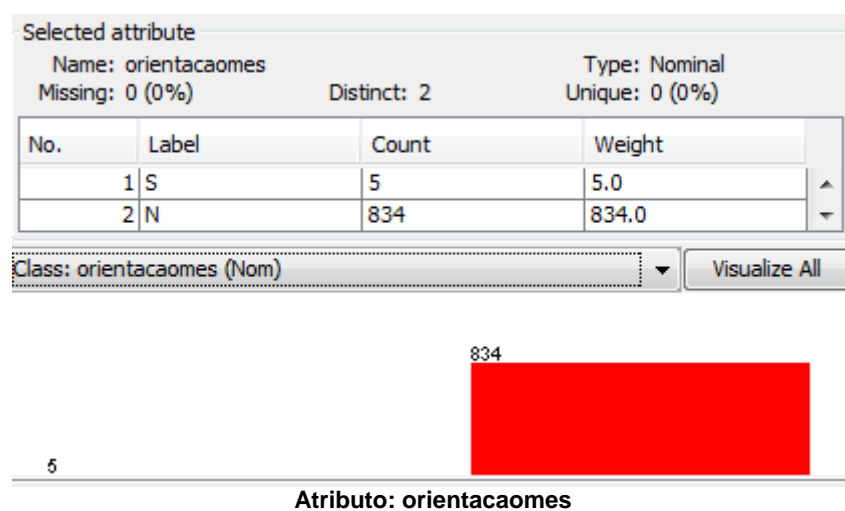 Selected attribute
Name: orientacaomes Type: Nominal
Missing: 0 (0%) Distinct: 2 Unique: 0 (0%)
No. Label Count Weight
1 S 5 5.0
2 N 834 834.0
Class: orientacaomes (Nom) Visualize All
834
5
Atributo: orientacaomes